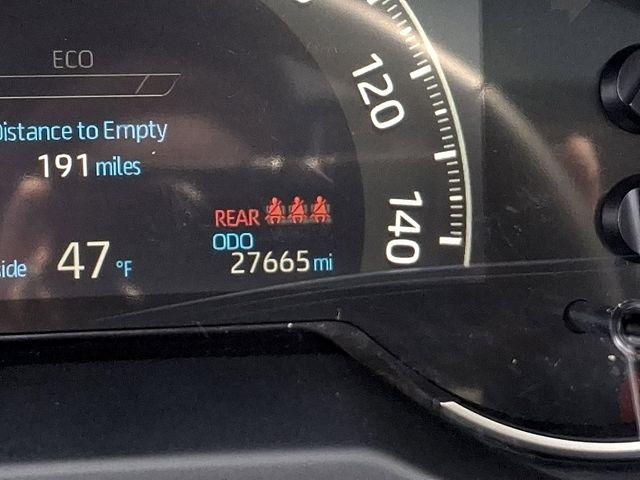 ECO
Distance to Empty
191 miles
120
140
REAR
ODO
47 °F
27665 mi